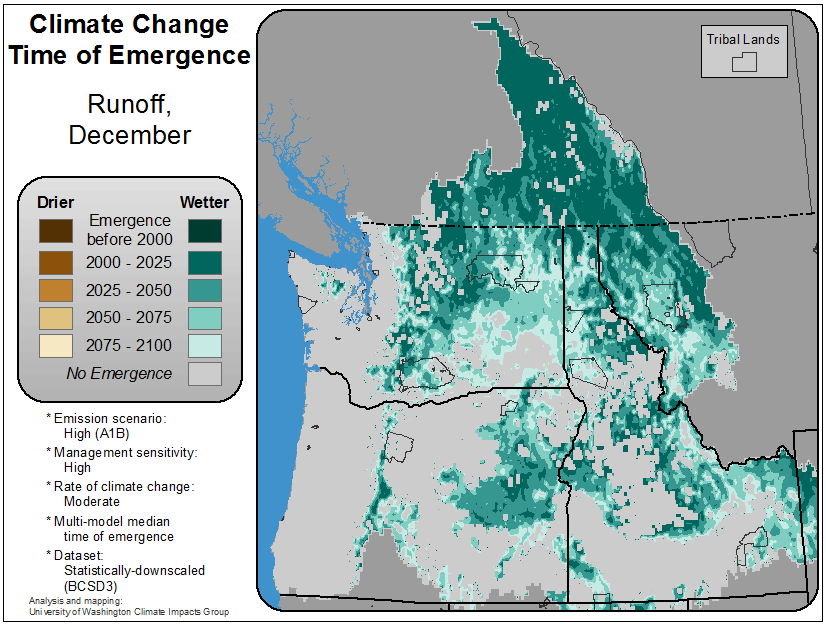 Climate Change
Time of Emergence
Runoff,
December
Drier Wetter
Emergence
before 2000
2000 - 2025
2025 - 2050
2050 - 2075
2075 - 2100
No Emergence
* Emission scenario:
High (A1B)
* Management sensitivity:
High
* Rate of climate change:
Moderate
* Multi-model median
time of emergence
* Dataset:
Statistically-downscaled
(BCSD3)
Analysis and mapping:
University of Washington Climate Impacts Group
Tribal Lands